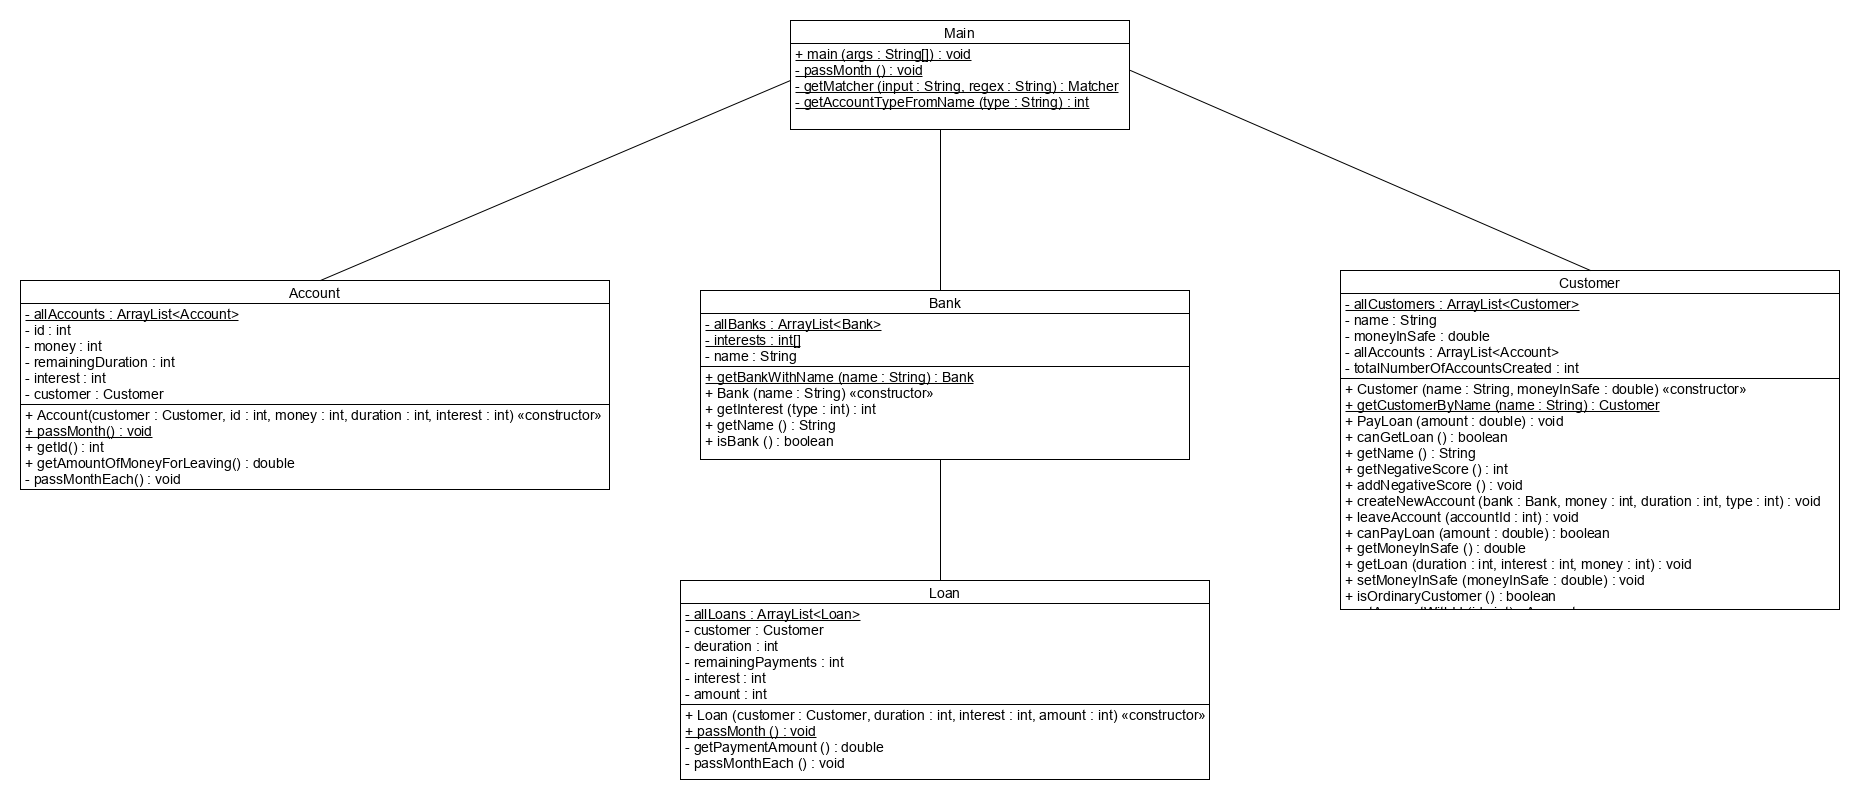 Main
+ main (args : String[]) : void
- passMonth () : void
- getMatcher (input : String, regex : String) : Matcher
- getAccountTypeFromName (type : String) : int
Account
- allAccounts : ArrayList<Account>
- id : int
- money : int
- remainingDuration : int
- interest : int
- customer : Customer
+ Account(customer : Customer, id : int, money : int, duration : int, interest : int) «constructor»
+ passMonth() : void
+ getId() : int
+ getAmountOfMoneyForLeaving() : double
- passMonthEach() : void
Bank
- allBanks : ArrayList<Bank>
- interests : int[]
- name : String
+ getBankWithName (name : String) : Bank
+ Bank (name : String) «constructor»
+ getInterest (type : int) : int
+ getName () : String
+ isBank () : boolean
Customer
- allCustomers : ArrayList<Customer>
- name : String
- moneyInSafe : double
- allAccounts : ArrayList<Account>
- totalNumberOfAccountsCreated : int
+ Customer (name : String, moneyInSafe : double) «constructor»
+ getCustomerByName (name : String) : Customer
+ PayLoan (amount : double) : void
+ canGetLoan () : boolean
+ getName () : String
+ getNegativeScore () : int
+ addNegativeScore () : void
+ createNewAccount (bank : Bank, money : int, duration : int, type : int) : void
+ leaveAccount (accountId : int) : void
+ canPayLoan (amount : double) : boolean
+ getMoneyInSafe () : double
+ getLoan (duration : int, interest : int, money : int) : void
+ setMoneyInSafe (moneyInSafe : double) : void
+ isOrdinaryCustomer () : boolean
Loan
- allLoans : ArrayList<Loan>
- customer : Customer
- deuration : int
- remainingPayments : int
- interest : int
- amount : int
+ Loan (customer : Customer, duration : int, interest : int, amount : int) «constructor»
+ passMonth () : void
- getPaymentAmount () : double
- passMonthEach () : void